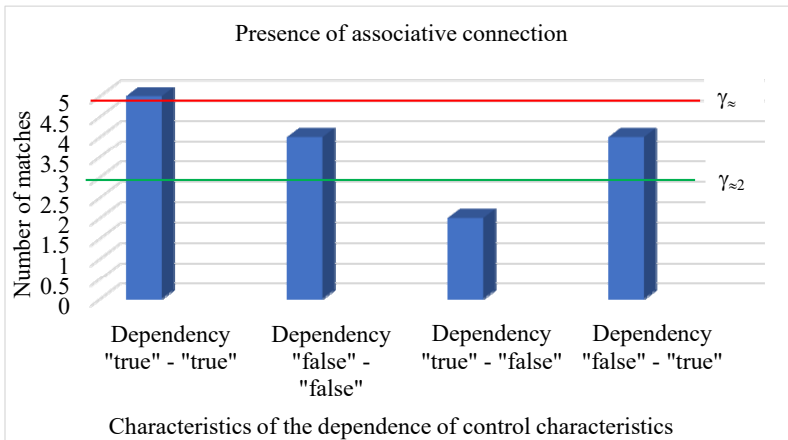 Presence of associative connection
Number of matches
5
4.5
4
3.5
3
2.5
2
1.5
1
0.5
0
γ≈
γ≈2
Dependency
"true" - "true"
Dependency
"false" -
"false"
Dependency
"true" - "false"
Dependency
"false" - "true"
Characteristics of the dependence of control characteristics